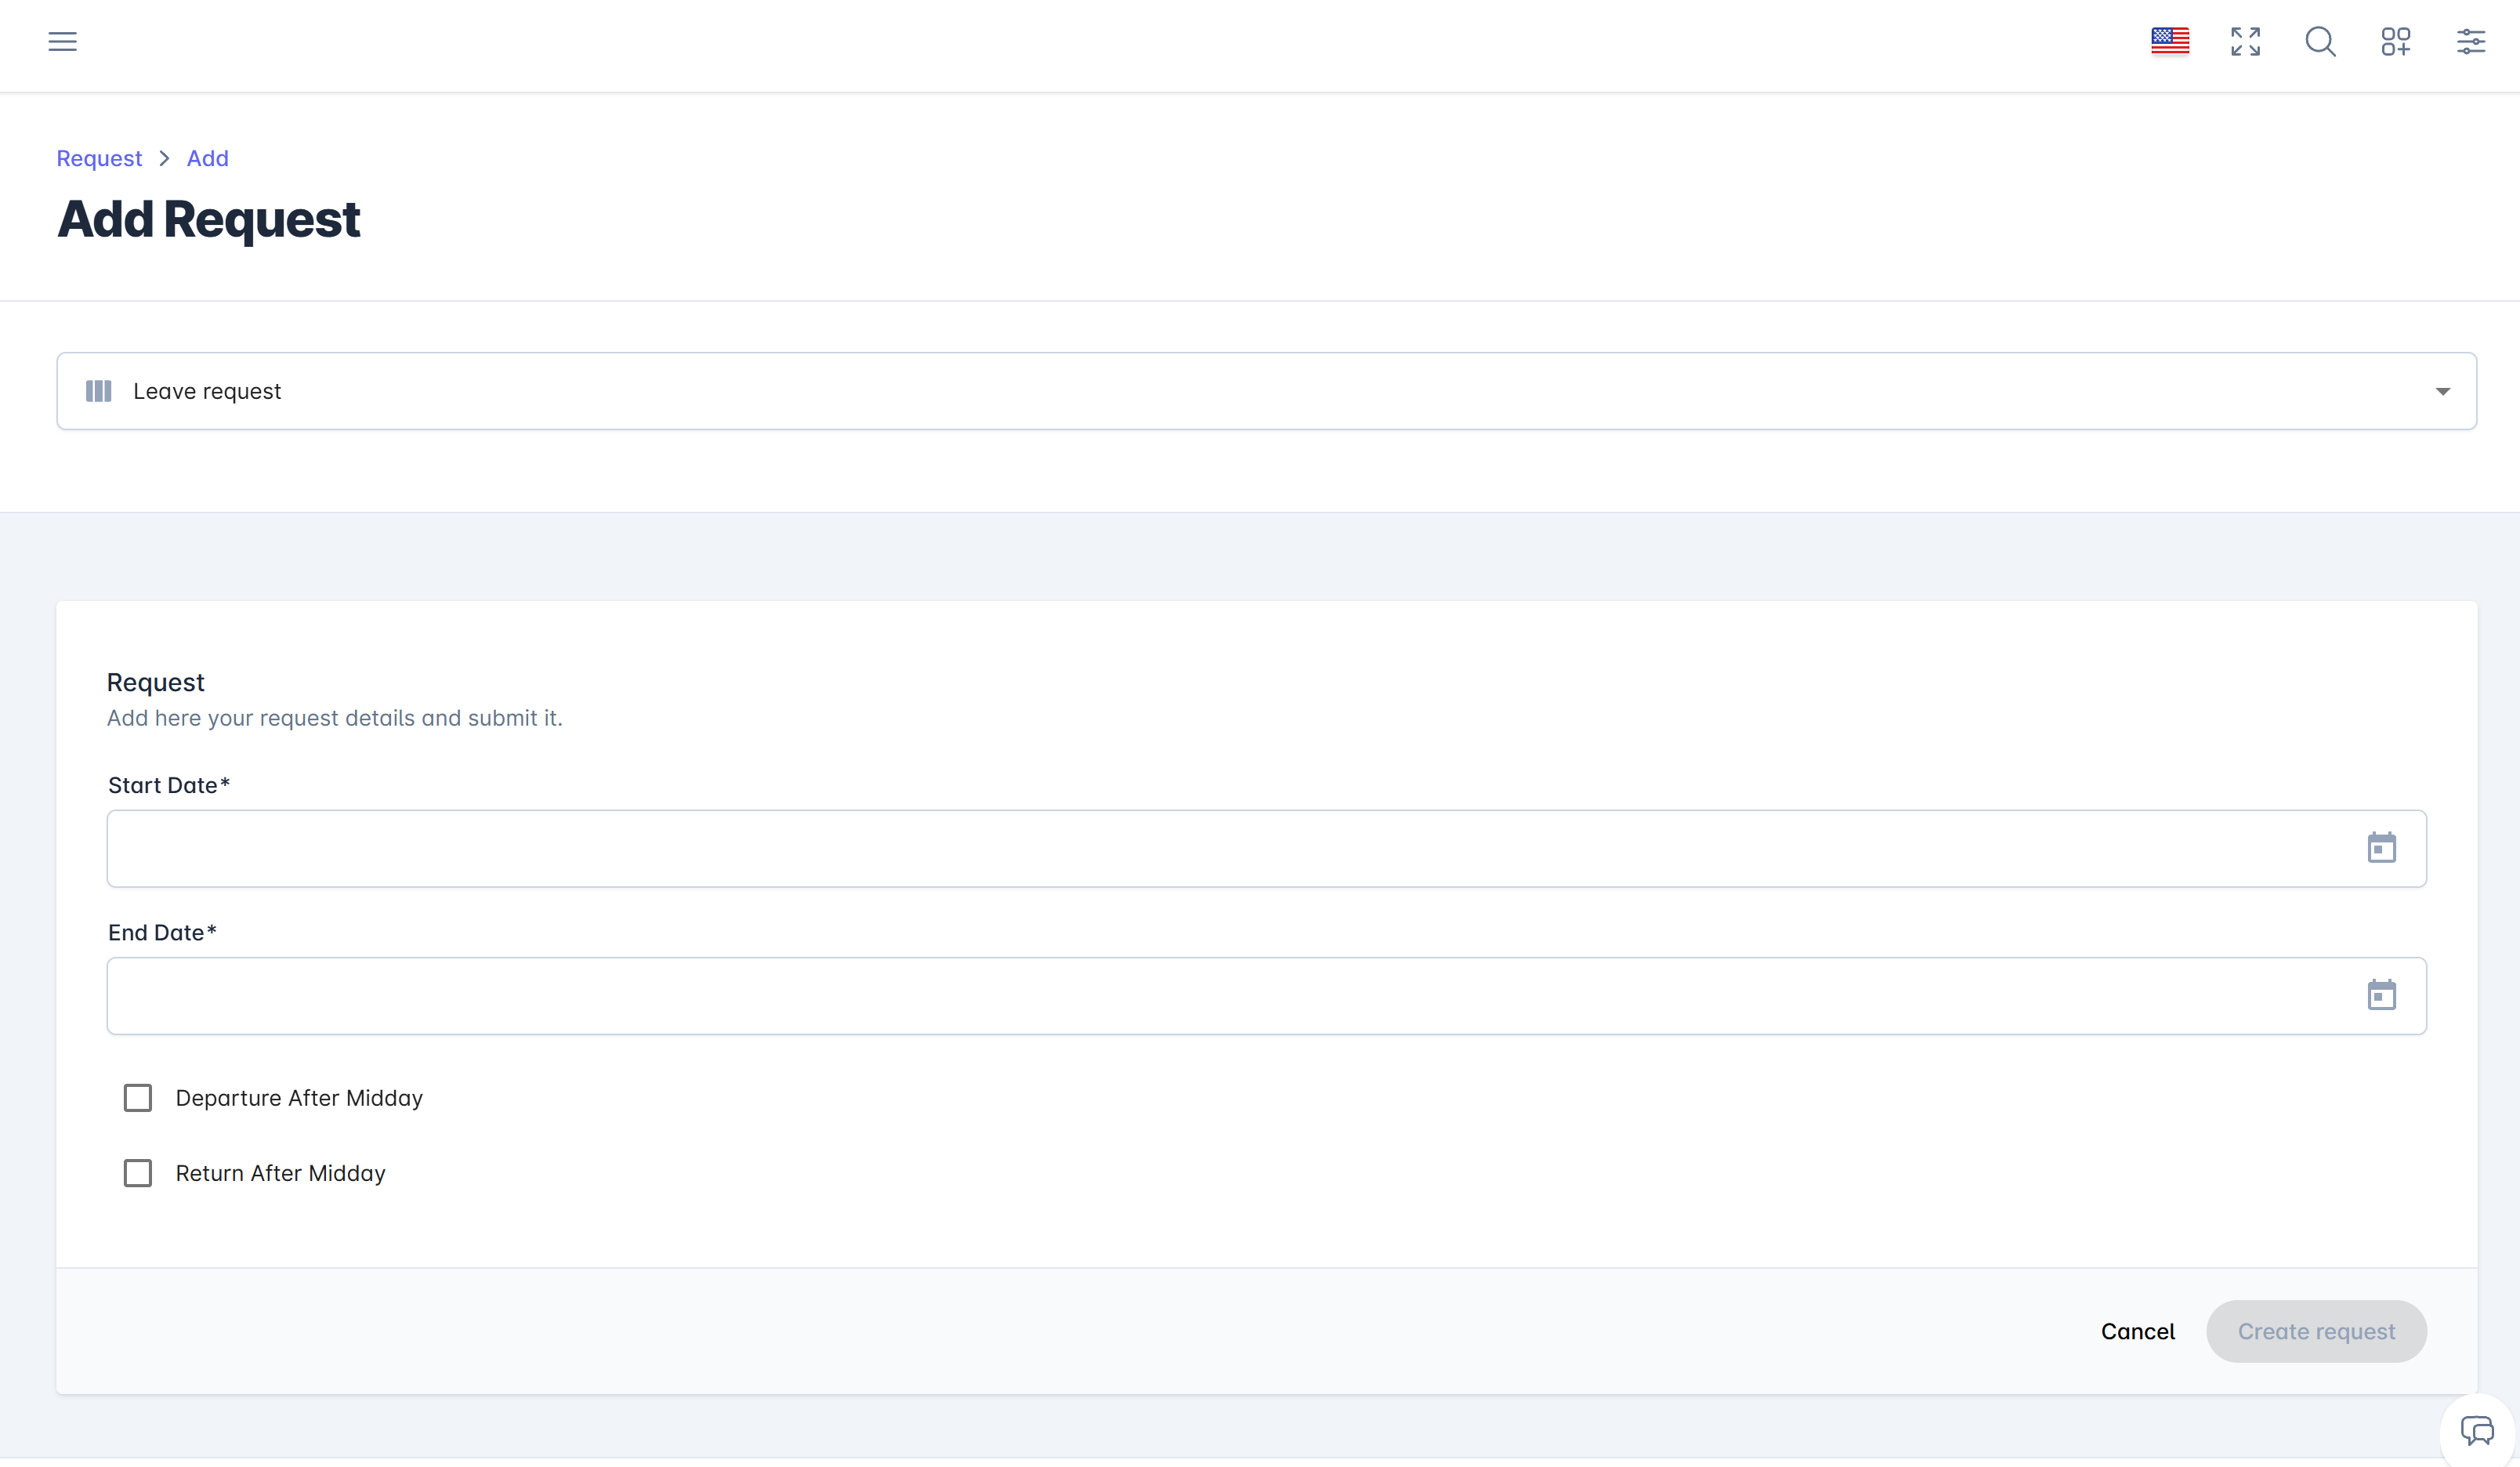 Request > Add
Add Request
Leave request
Request
Add here your request details and submit it.
Start Date*
End Date*
Departure After Midday
Return After Midday
Cancel Create request